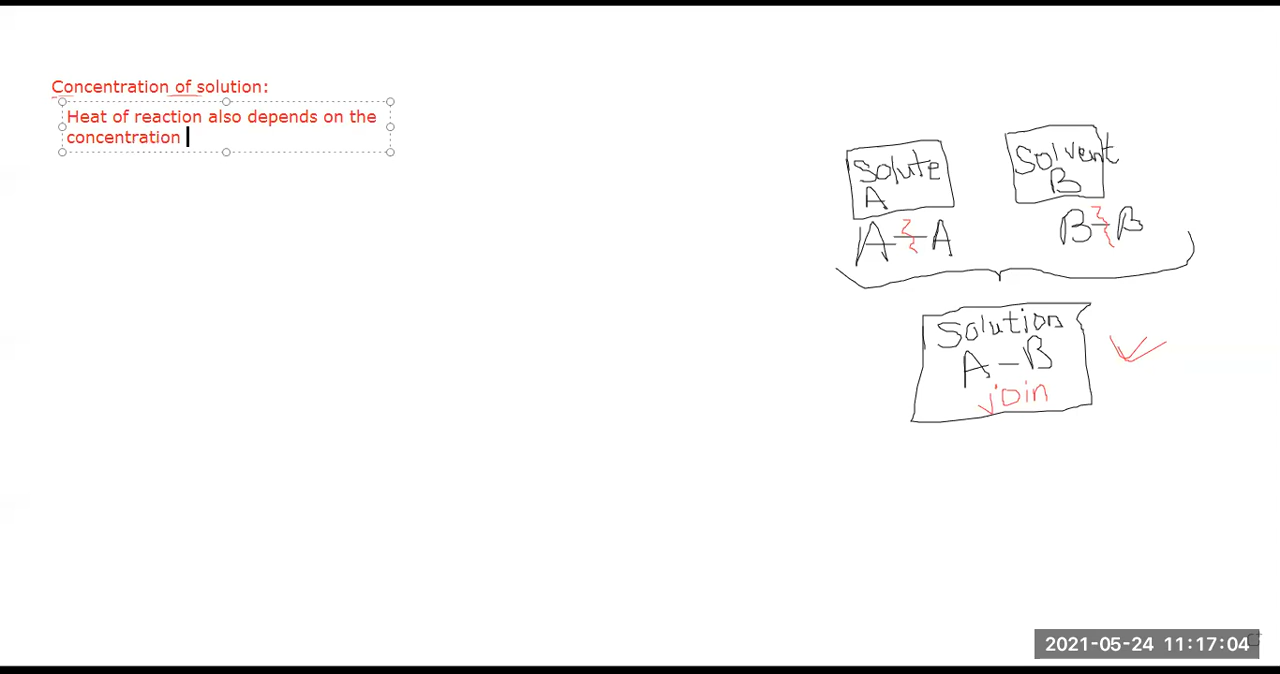 Concentration of solution:
Heat of reaction also depends on the
concentration
Solute
A
Solvent
B
A-A
B-B
Solution
A-B
join
2021-05-24 11:17:04